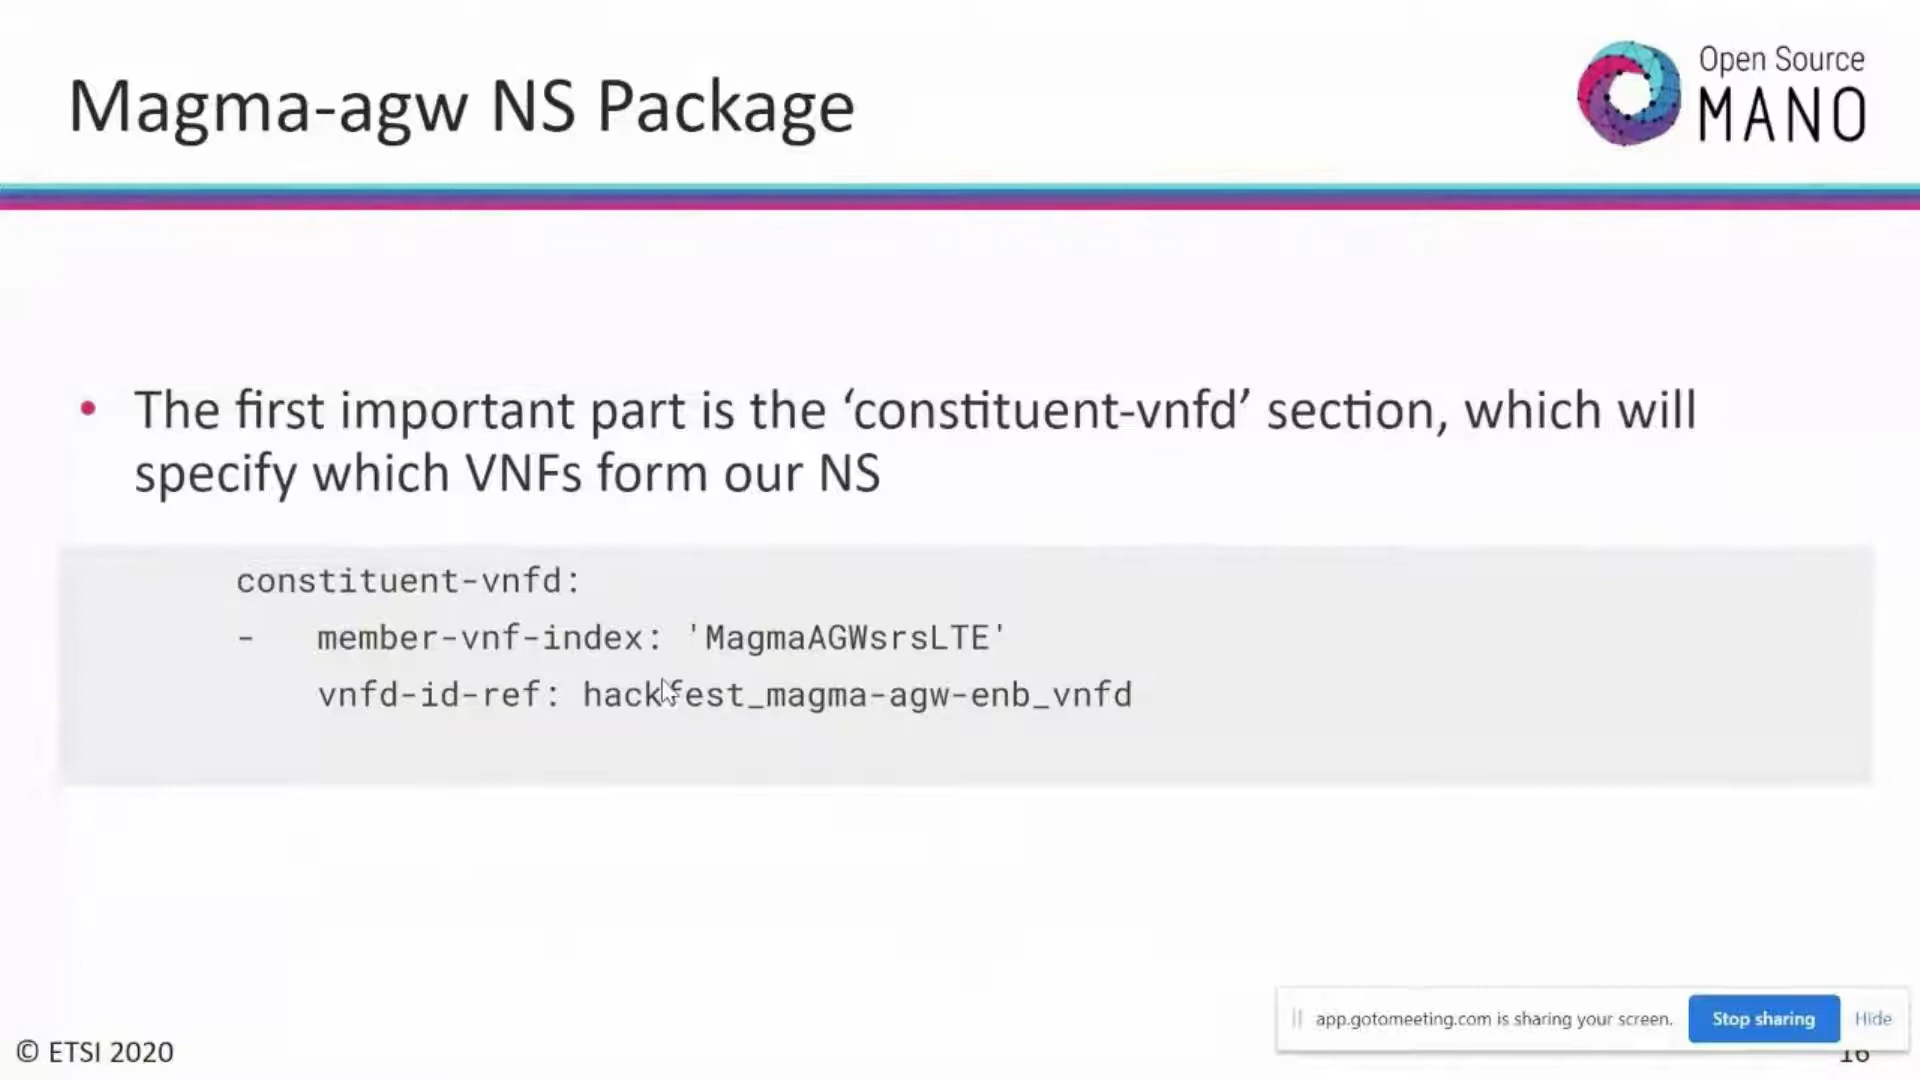 Magma-agw NS Package
Open Source
MANO
• The first important part is the ‘constituent-vnfd’ section, which will
specify which VNFs form our NS
constituent-vnfd:
- member-vnf-index: 'MagmaAGWsrsLTE'
vnfd-id-ref: hackfest_magma-agw-enb_vnfd
app.gotomeeting.com is sharing your screen.
Stop sharing
Hide
© ETSI 2020
16